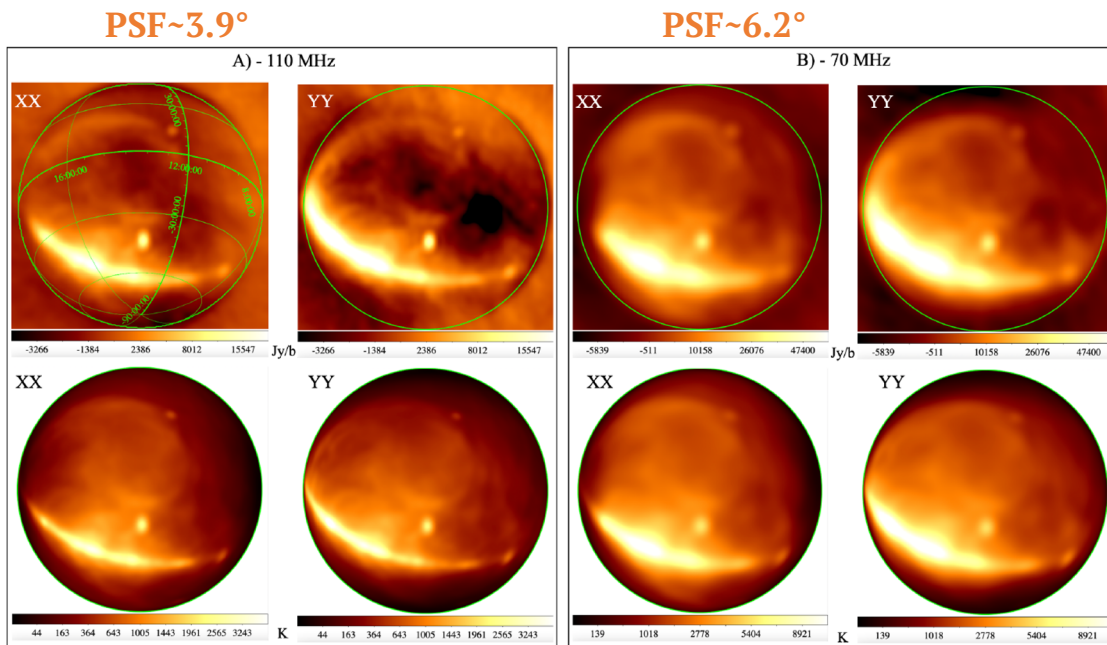 PSF~3.9°
PSF~6.2°
A) - 110 MHz
B) - 70 MHz
XX
YY
XX
YY
30:00:00
16:00:00
12:00:00
8:00:00
-30:00:00
-3266 -1384 2386 8012 15547
Jy/b
-3266 -1384 2386 8012 15547
-5839 -511 10158 26076 47400
Jy/b
-5839 -511 10158 26076 47400
XX
YY
XX
YY
44 163 364 643 1005 1443 1961 2565 3243
K
44 163 364 643 1005 1443 1961 2565 3243
139 1018 2778 5404 8921
K
139 1018 2778 5404 8921